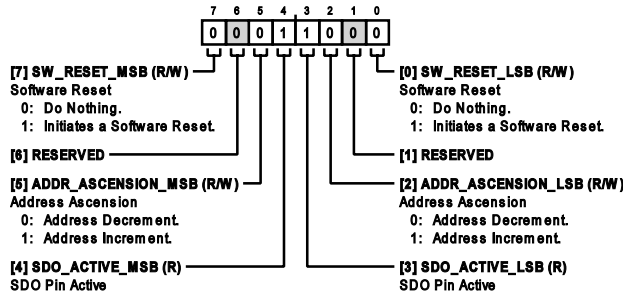 7 6 5 4 3 2 1 0
0 0 0 1 1 0 0 0
[7] SW_RESET_MSB (R/W)
Software Reset
0: Do Nothing.
1: Initiates a Software Reset.
[6] RESERVED
[5] ADDR_ASCENSION_MSB (R/W)
Address Ascension
0: Address Decrement.
1: Address Increment.
[4] SDO_ACTIVE_MSB (R)
SDO Pin Active
[0] SW_RESET_LSB (R/W)
Software Reset
0: Do Nothing.
1: Initiates a Software Reset.
[1] RESERVED
[2] ADDR_ASCENSION_LSB (R/W)
Address Ascension
0: Address Decrement.
1: Address Increment.
[3] SDO_ACTIVE_LSB (R)
SDO Pin Active